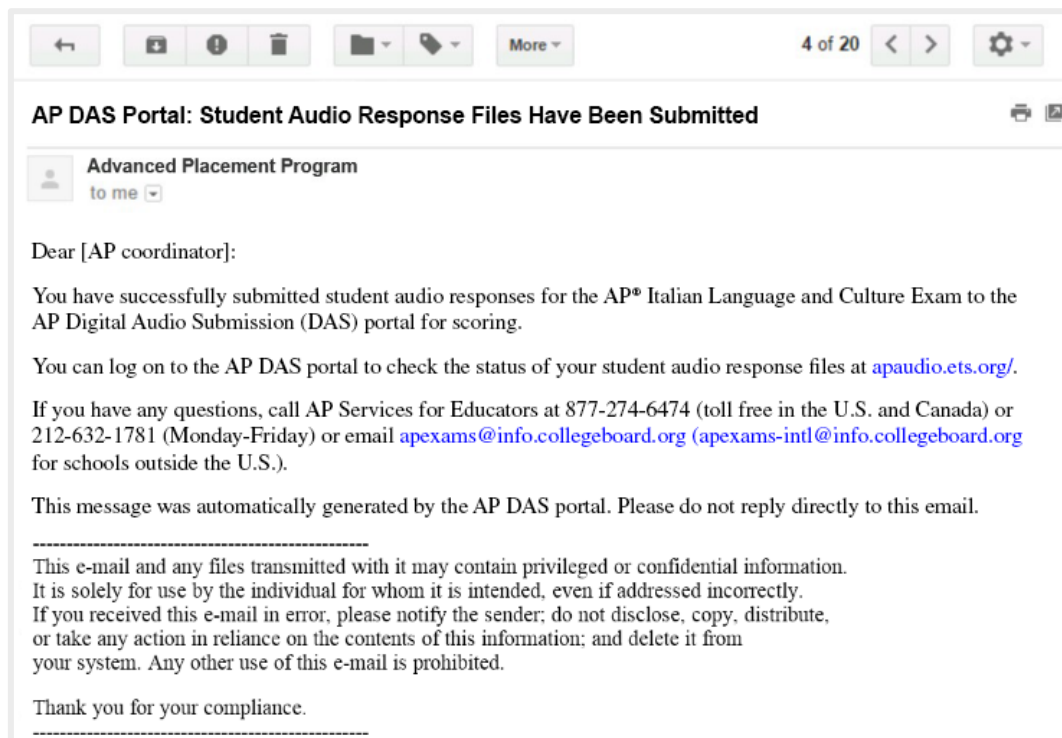 More
4 of 20
AP DAS Portal: Student Audio Response Files Have Been Submitted
Advanced Placement Program
to me
Dear [AP coordinator]:
You have successfully submitted student audio responses for the AP® Italian Language and Culture Exam to the
AP Digital Audio Submission (DAS) portal for scoring.
You can log on to the AP DAS portal to check the status of your student audio response files at apaudio.ets.org/.
If you have any questions, call AP Services for Educators at 877-274-6474 (toll free in the U.S. and Canada) or
212-632-1781 (Monday-Friday) or email apexams@info.collegeboard.org (apexams-intl@info.collegeboard.org
for schools outside the U.S.).
This message was automatically generated by the AP DAS portal. Please do not reply directly to this email.
--------------------------------------------------
This e-mail and any files transmitted with it may contain privileged or confidential information.
It is solely for use by the individual for whom it is intended, even if addressed incorrectly.
If you received this e-mail in error, please notify the sender; do not disclose, copy, distribute,
or take any action in reliance on the contents of this information; and delete it from
your system. Any other use of this e-mail is prohibited.
Thank you for your compliance.
--------------------------------------------------